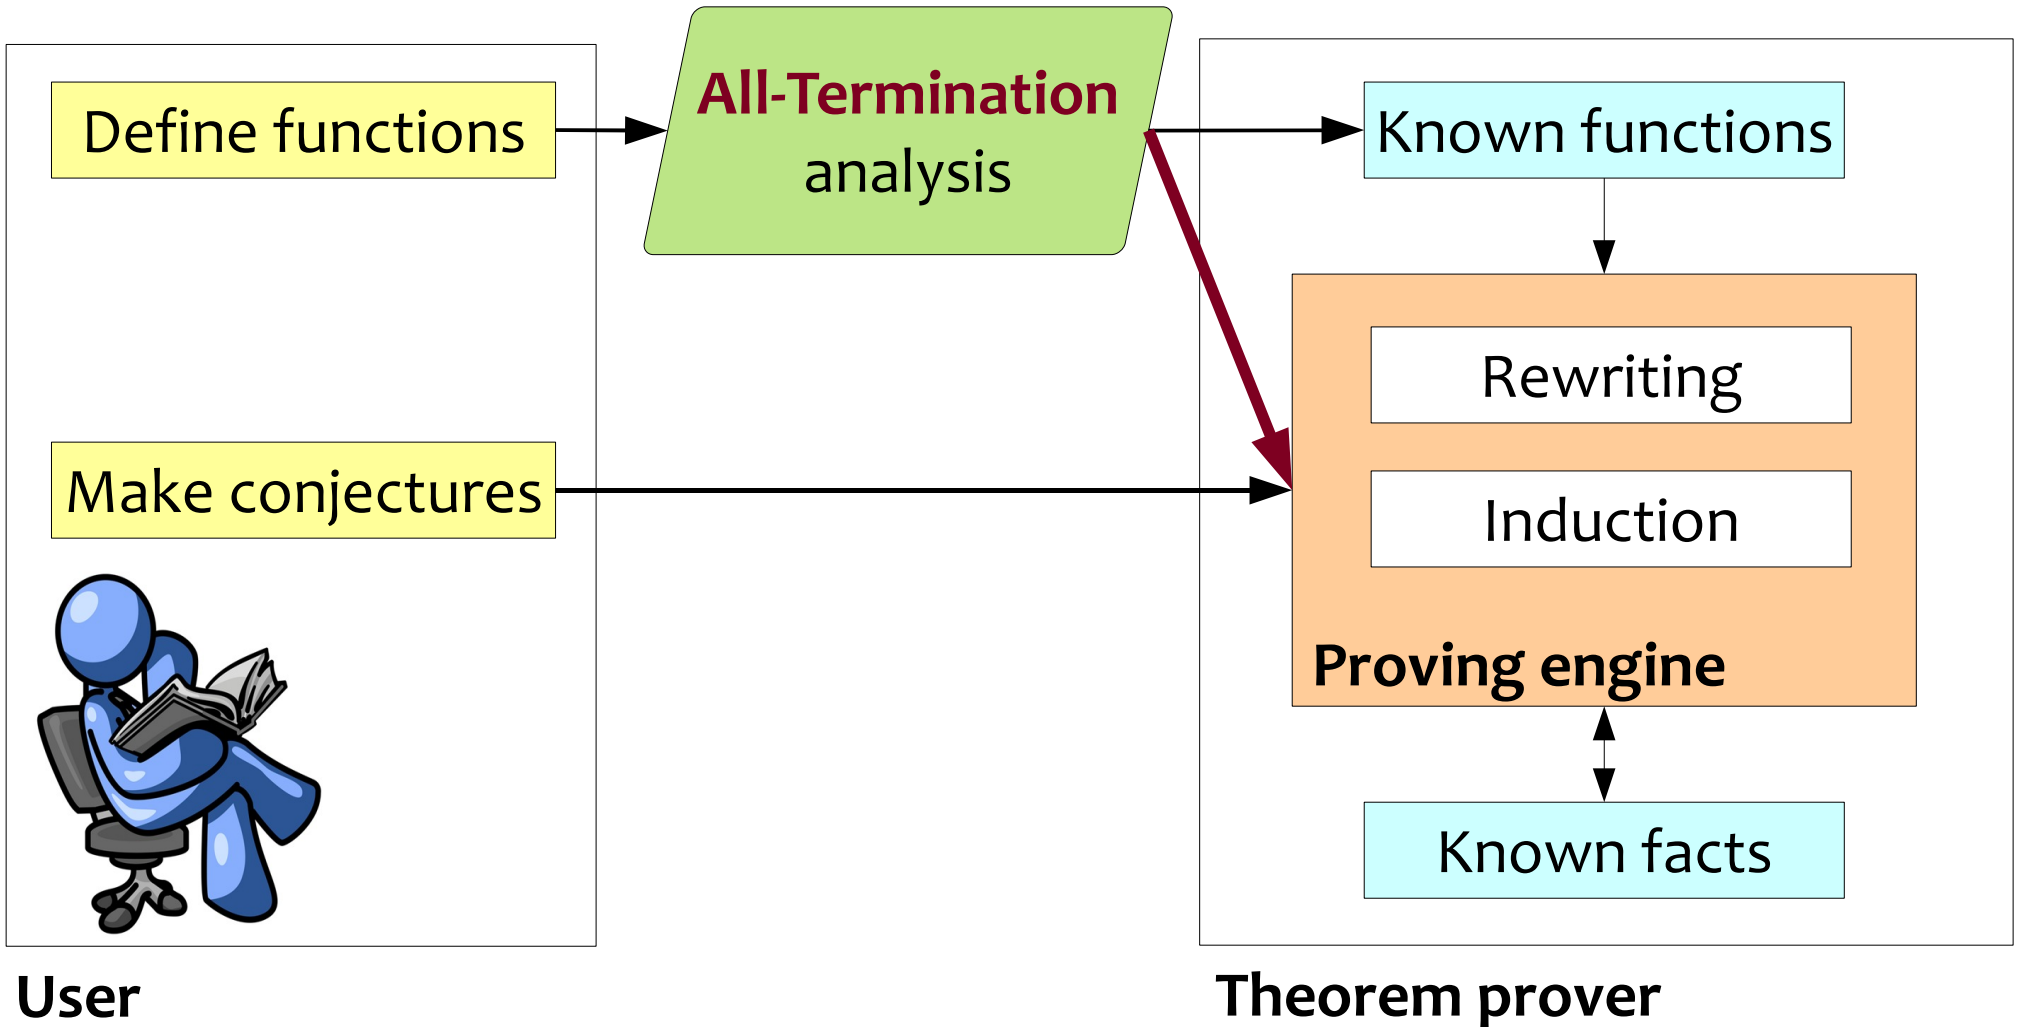 Define functions
All-Termination
analysis
Known functions
Rewriting
Make conjectures
Induction
Proving engine
Known facts
User
Theorem prover